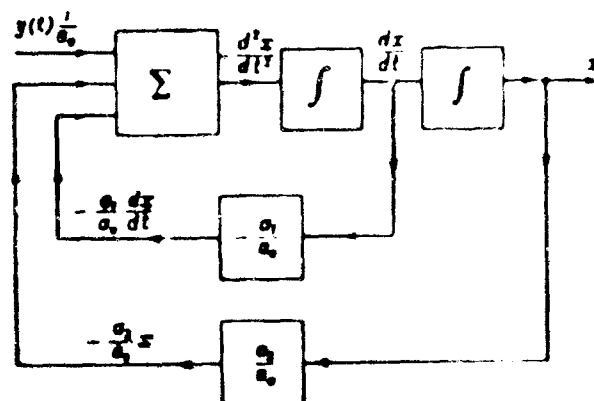 y(t) 1/a₀
Σ
- d²x/dt²
∫
dx/dt
∫
x
- a₁/a₀ dx/dt
- a₁/a₀
- a₂/a₀ x
a₂/a₀